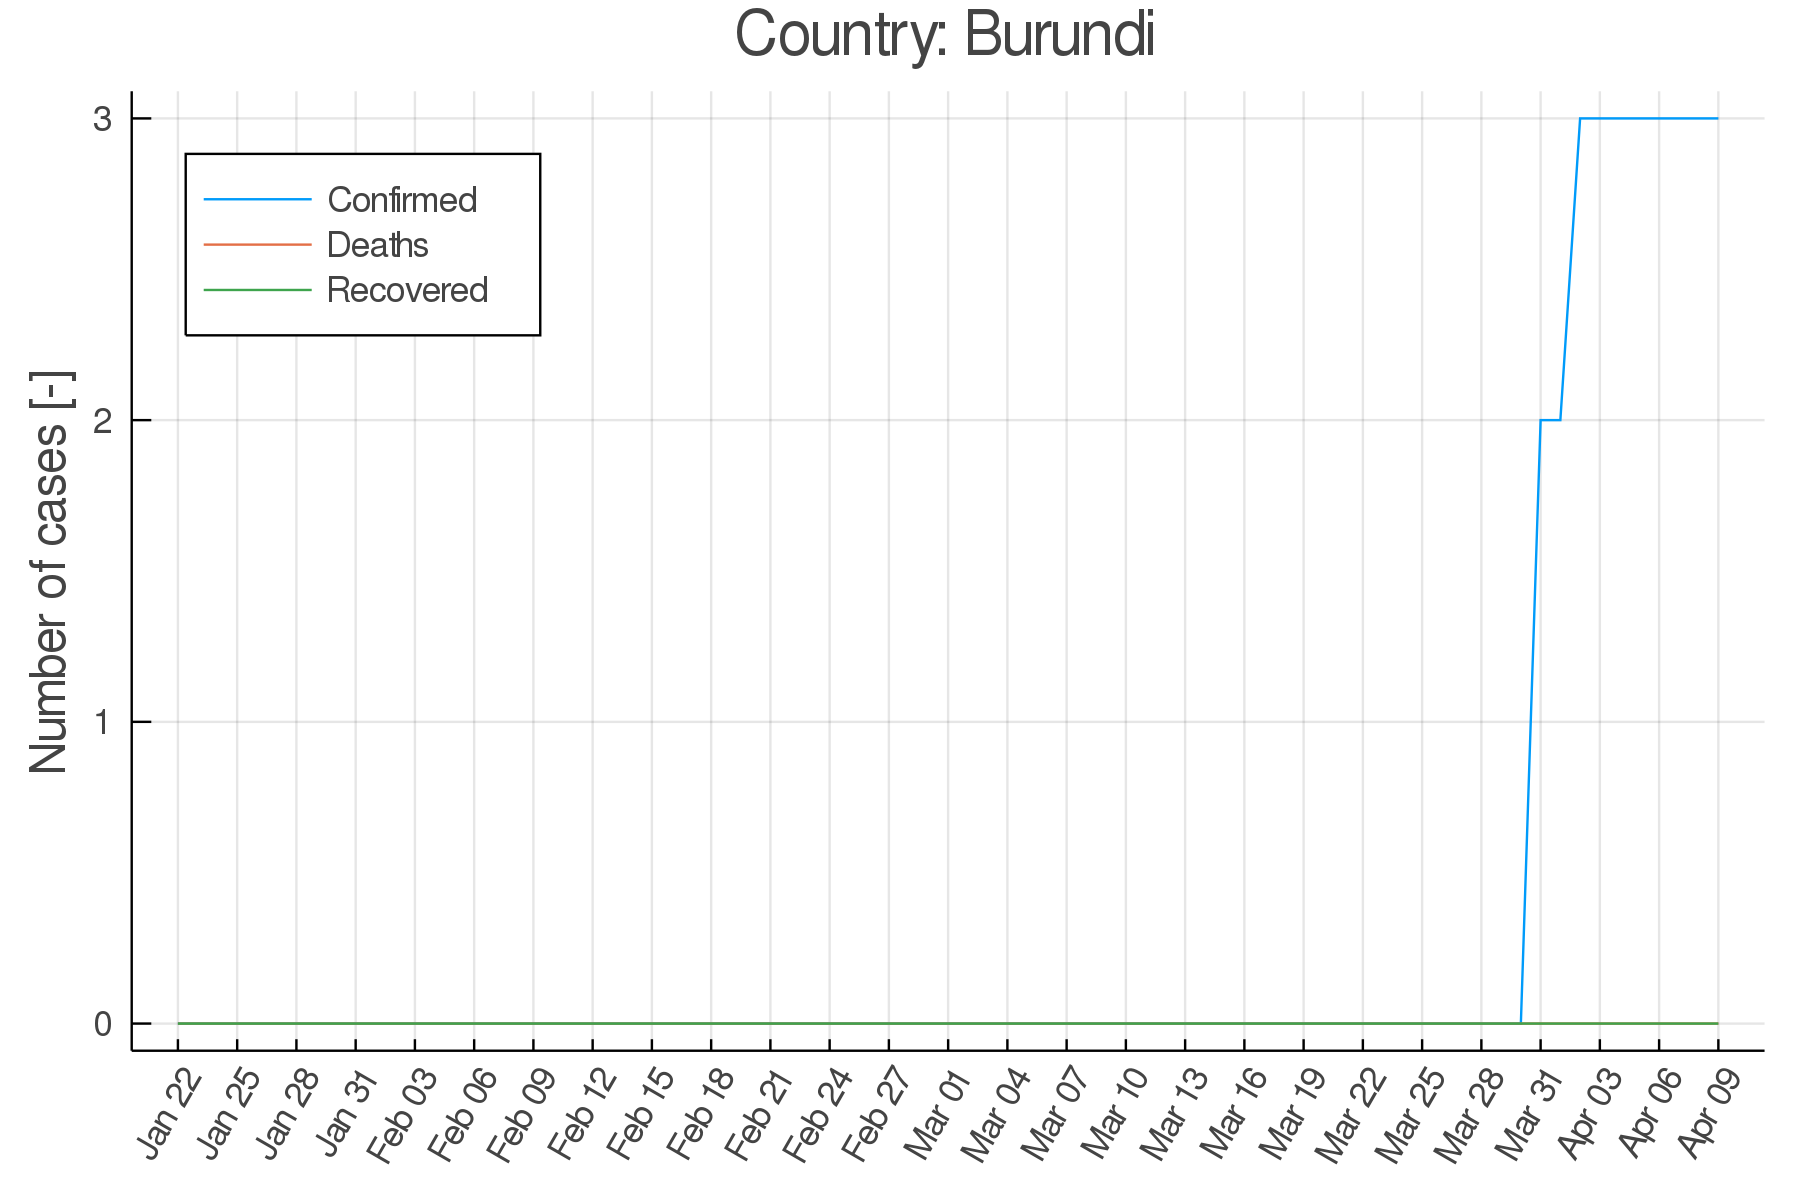 Country: Burundi
3
Confirmed
Deaths
Recovered
Number of cases [-]
2
1
0
Jan 22
Jan 25
Jan 28
Jan 31
Feb 03
Feb 06
Feb 09
Feb 12
Feb 15
Feb 18
Feb 21
Feb 24
Feb 27
Mar 01
Mar 04
Mar 07
Mar 10
Mar 13
Mar 16
Mar 19
Mar 22
Mar 25
Mar 28
Mar 31
Apr 03
Apr 06
Apr 09